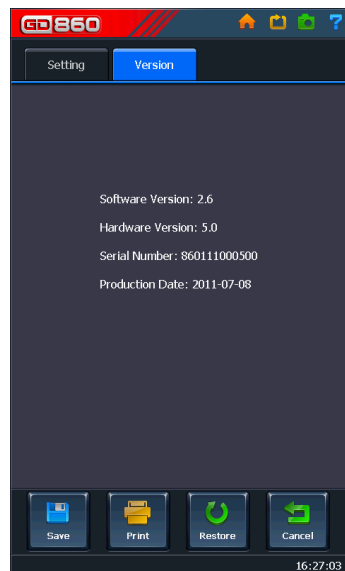 GD860
?
Setting Version
Software Version: 2.6
Hardware Version: 5.0
Serial Number: 860111000500
Production Date: 2011-07-08
Save Print Restore Cancel
16:27:03